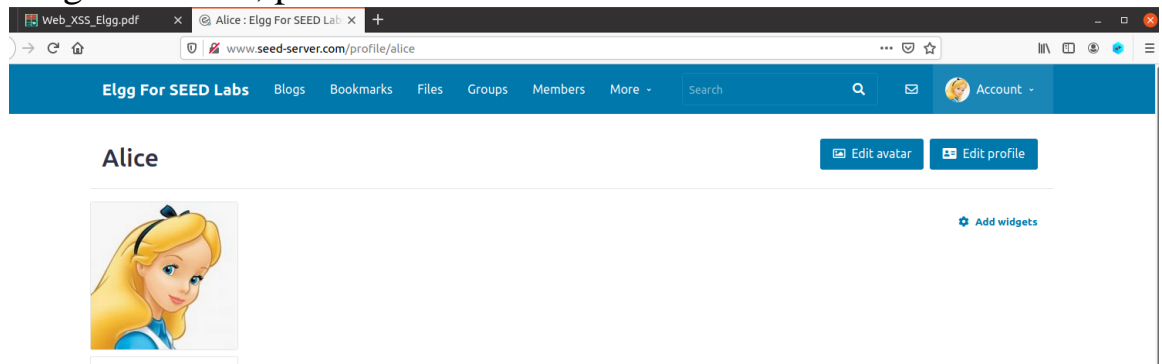 Web_XSS_Elgg.pdf
Alice : Elgg For SEED Lab
www.seed-server.com/profile/alice
Elgg For SEED Labs Blogs Bookmarks Files Groups Members More Search Account
Alice Edit avatar Edit profile
Add widgets